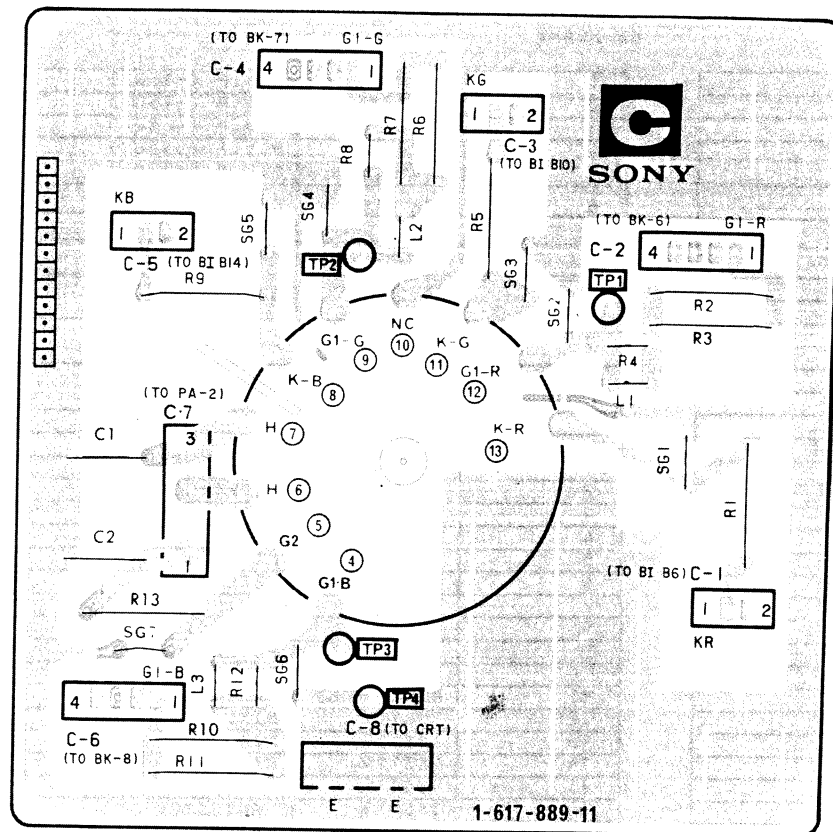 (TO BK-7) G1-G
C-4 4 1
KG
1 2
C-3
(TO BI B10)
C
SONY
R8
R7
R6
R5
L2
SG5
SG4
SG3
SG2
KB
1 2
C-5 (TO BI B14)
R9
TP2
(TO BK-6) G1-R
C-2 4 1
TP1
R2
R3
R4
L1
NC
10
G1-G
9
K-G
11
K-B
8
G1-R
12
(TO PA-2)
C-7
3
1
H 7
K-R
13
H 6
5
G2
4
G1-B
C1
C2
SG1
R1
(TO BI B6) C-1
1 2
KR
R13
SG7
G1-B
4 1
C-6
(TO BK-8)
L3
R12
SG6
TP3
TP4
R10
R11
C-8 (TO CRT)
E E
1-617-889-11